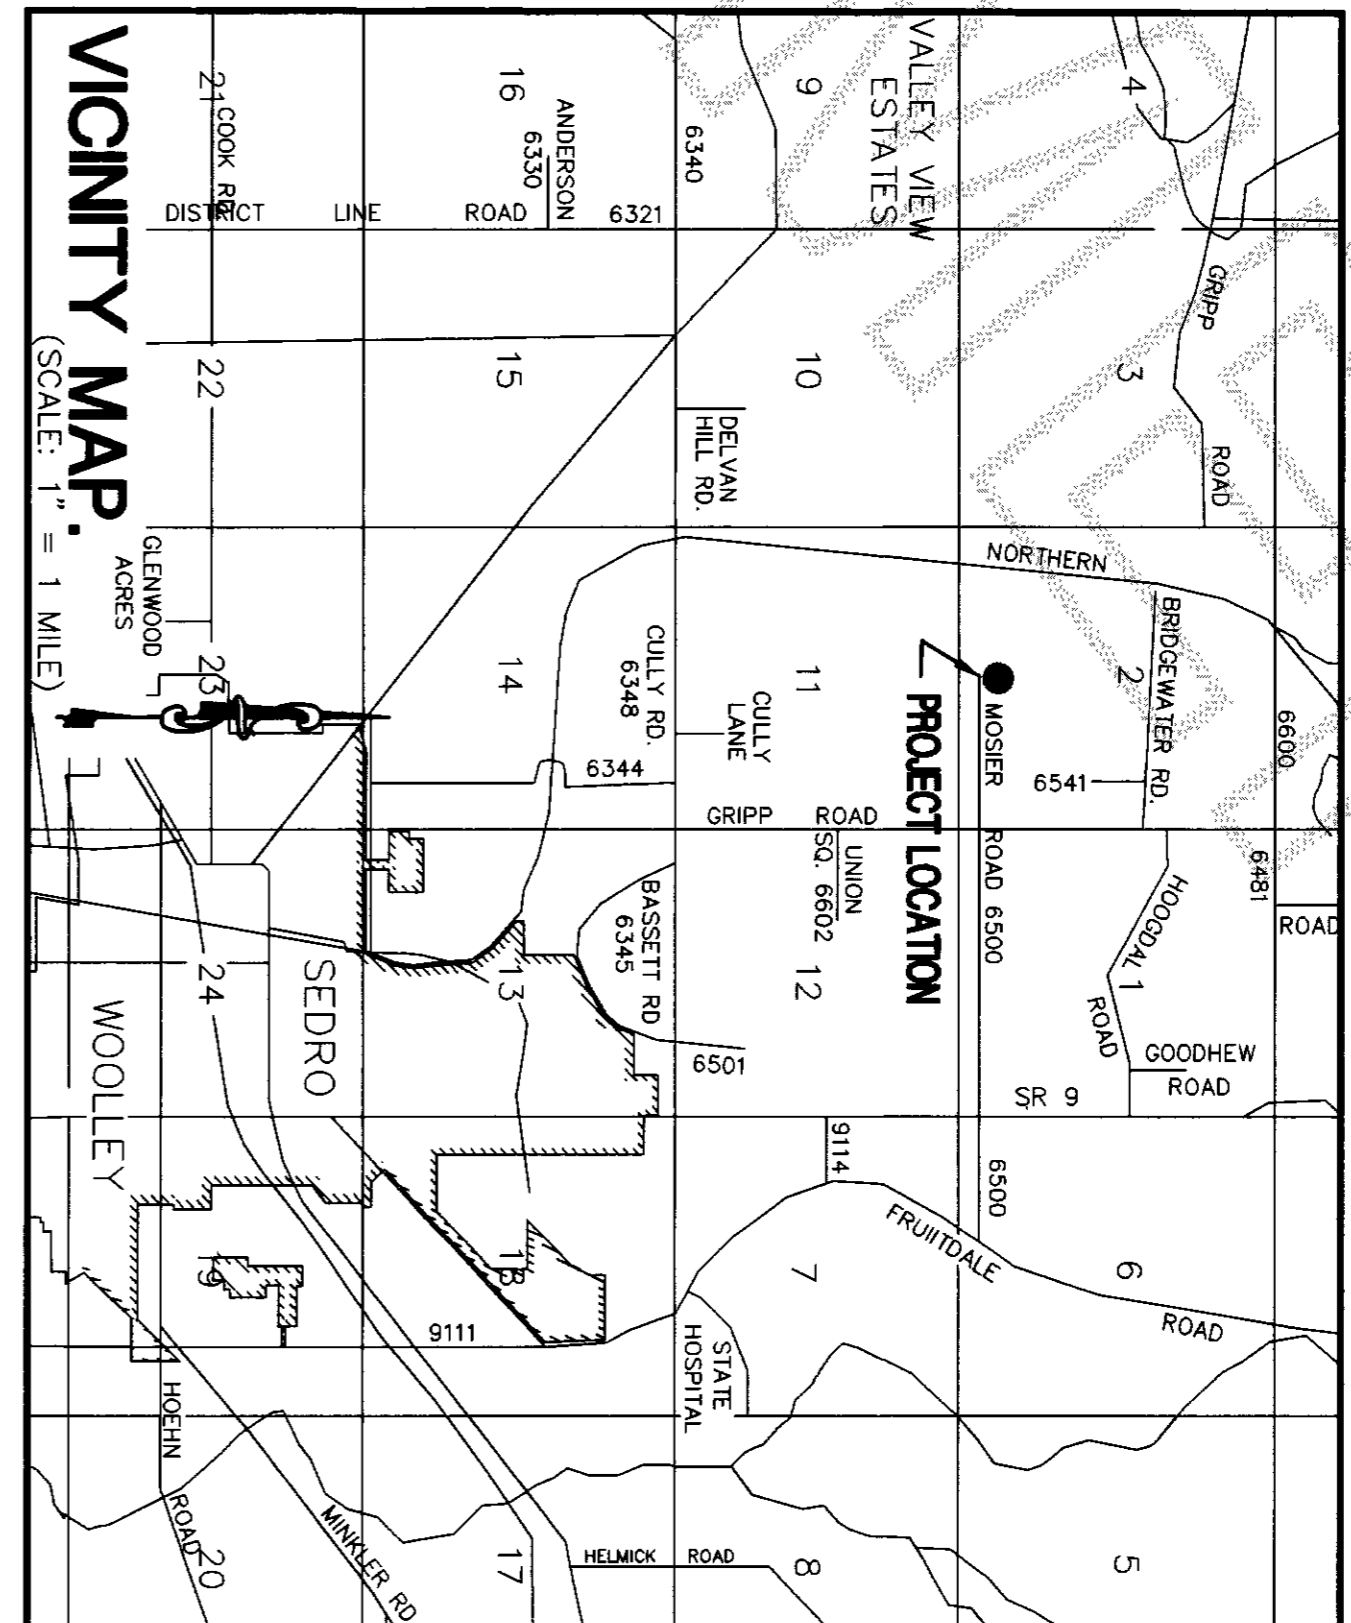 VALLEY VIEW
ESTATES
4
9
16
21
COOK RD
ANDERSON
6330
6340
DISTRICT LINE ROAD 6321
GRIPP
ROAD
3
10
15
22
DELVAN
HILL RD.
NORTHERN
BRIDGEWATER RD.
2
6541
6600
11
14
23
CULLY RD.
6348
CULLY
LANE
6344
GLENWOOD
ACRES
PROJECT LOCATION
MOSIER ROAD 6500
GRIPP ROAD
UNION
SQ. 6602
6481
ROAD
HOOGDAL
ROAD
1
12
13
24
BASSETT RD
6345
6501
GOODHEW
ROAD
SR 9
SEDRO
WOOLLEY
9114
6500
FRUIITDALE
ROAD
6
7
18
19
STATE
HOSPITAL
9111
HOEHN
ROAD
MINKLER RD
HELMICK ROAD
5
8
17
20
VICINITY MAP.
(SCALE: 1" = 1 MILE)